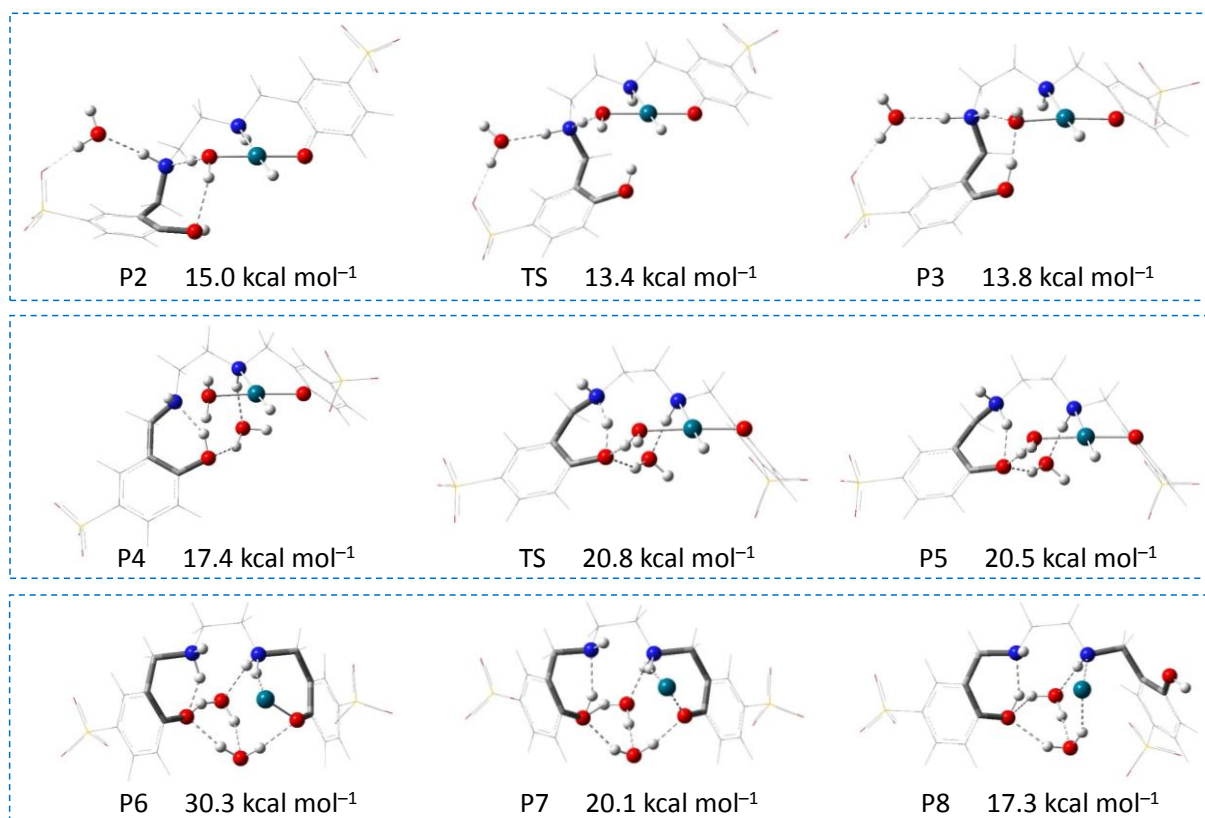 P2 15.0 kcal mol⁻¹ TS 13.4 kcal mol⁻¹ P3 13.8 kcal mol⁻¹
P4 17.4 kcal mol⁻¹ TS 20.8 kcal mol⁻¹ P5 20.5 kcal mol⁻¹
P6 30.3 kcal mol⁻¹ P7 20.1 kcal mol⁻¹ P8 17.3 kcal mol⁻¹